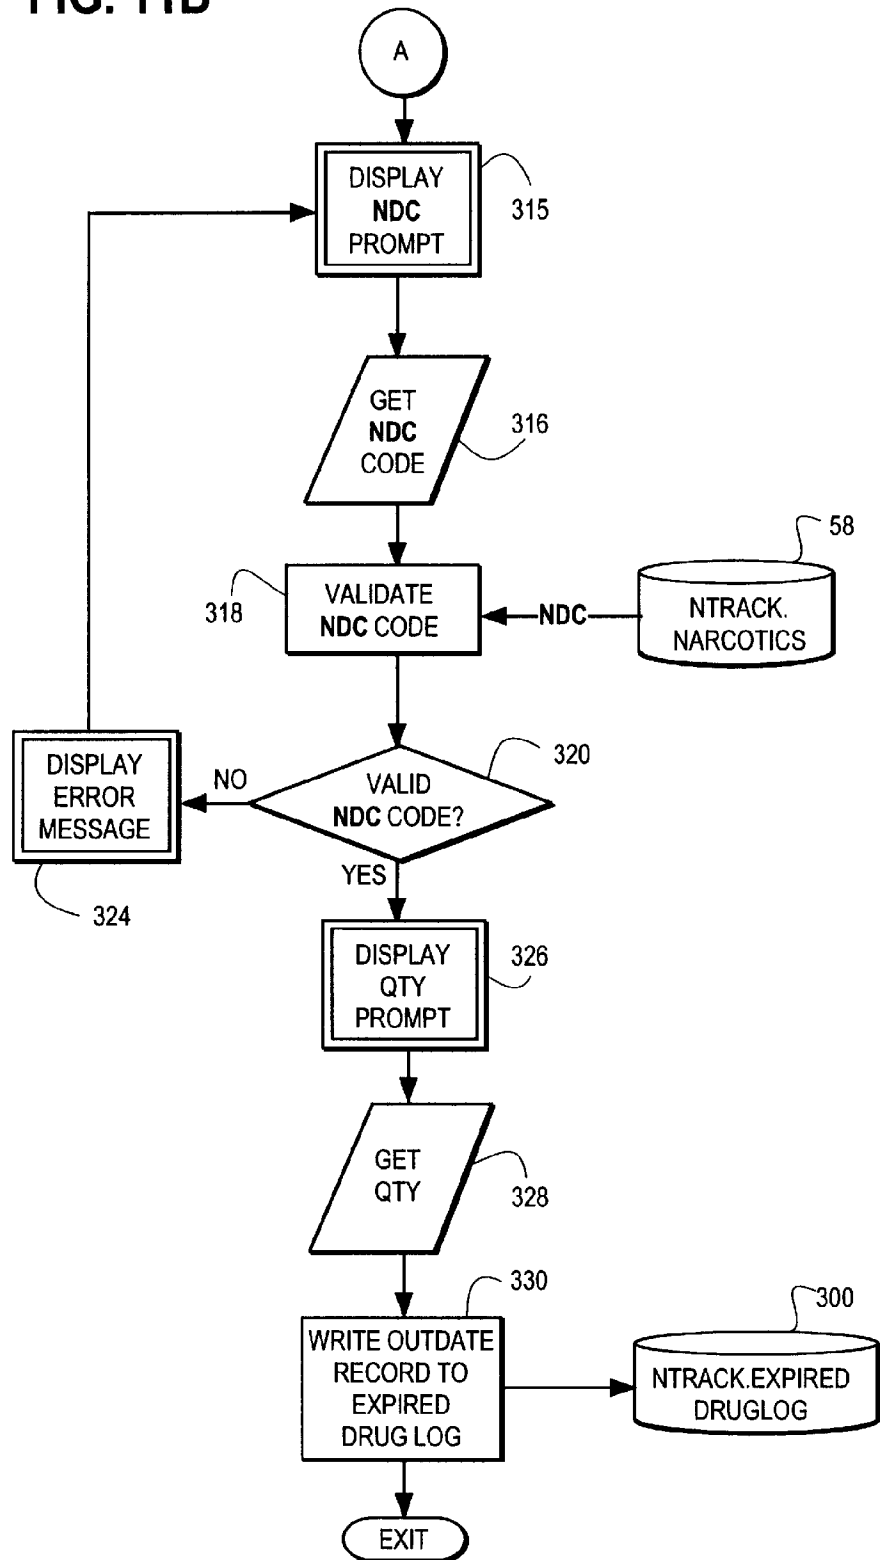 FIG. 11B
A
DISPLAY
NDC
PROMPT
315
GET
NDC
CODE
316
58
318
VALIDATE
NDC CODE
NDC
NTRACK.
NARCOTICS
320
DISPLAY
ERROR
MESSAGE
NO
VALID
NDC CODE?
YES
324
DISPLAY
QTY
PROMPT
326
GET
QTY
328
330
300
WRITE OUTDATE
RECORD TO
EXPIRED
DRUG LOG
NTRACK.EXPIRED
DRUGLOG
EXIT